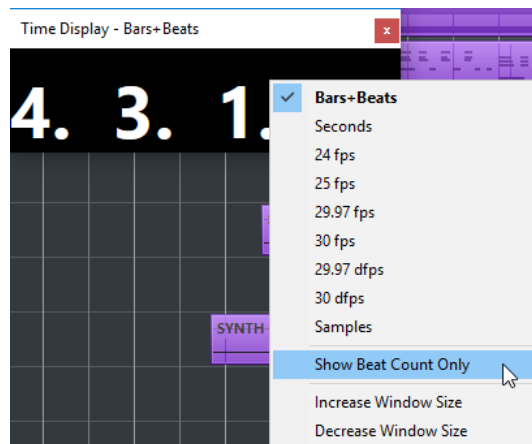 Time Display - Bars+Beats
x
4. 3. 1.
Bars+Beats
Seconds
24 fps
25 fps
29.97 fps
30 fps
29.97 dfps
30 dfps
Samples
SYNTH
Show Beat Count Only
Increase Window Size
Decrease Window Size